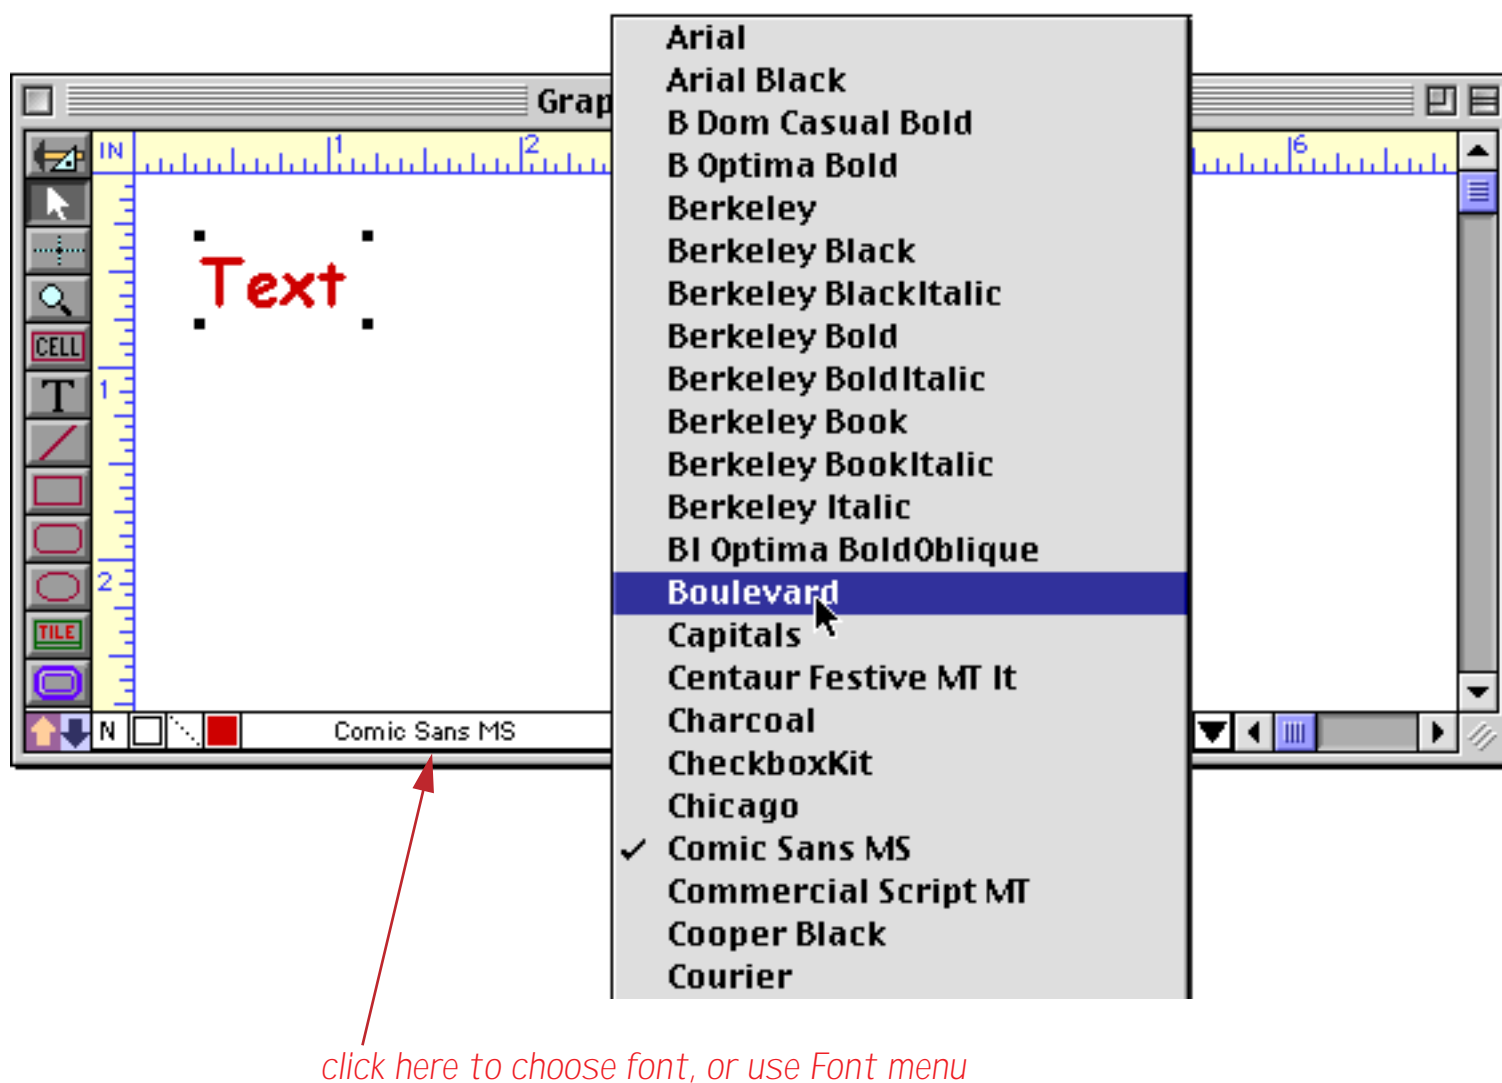 Grap
IN
1
2
6
Text
CELL
T
1
2
TILE
N
Comic Sans MS
Arial
Arial Black
B Dom Casual Bold
B Optima Bold
Berkeley
Berkeley Black
Berkeley BlackItalic
Berkeley Bold
Berkeley BoldItalic
Berkeley Book
Berkeley BookItalic
Berkeley Italic
BI Optima BoldOblique
Boulevard
Capitals
Centaur Festive MT It
Charcoal
CheckboxKit
Chicago
Comic Sans MS
Commercial Script MT
Cooper Black
Courier
click here to choose font, or use Font menu